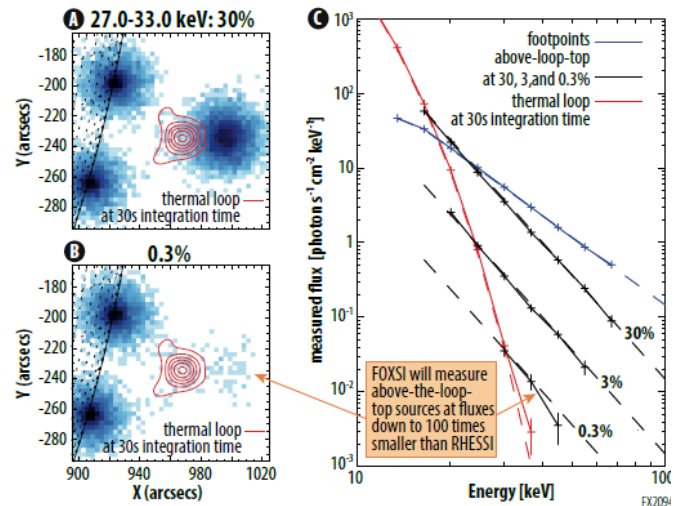 A 27.0-33.0 keV: 30%
-180
-200
-220
-240
-260
-280
Y (arcsecs)
thermal loop
at 30s integration time
B 0.3%
-180
-200
-220
-240
-260
-280
Y (arcsecs)
thermal loop
at 30s integration time
900 940 980 1020
X (arcsecs)
C
footpoints
above-loop-top
at 30, 3,and 0.3%
thermal loop
at 30s integration time
10³
10²
10
1
10⁻¹
10⁻²
10⁻³
measured flux [photon s⁻¹ cm⁻² keV⁻¹]
30%
3%
0.3%
FOXSI will measure
above-the-loop-
top sources at fluxes
down to 100 times
smaller than RHESSI
10 100
Energy [keV]
FX2094